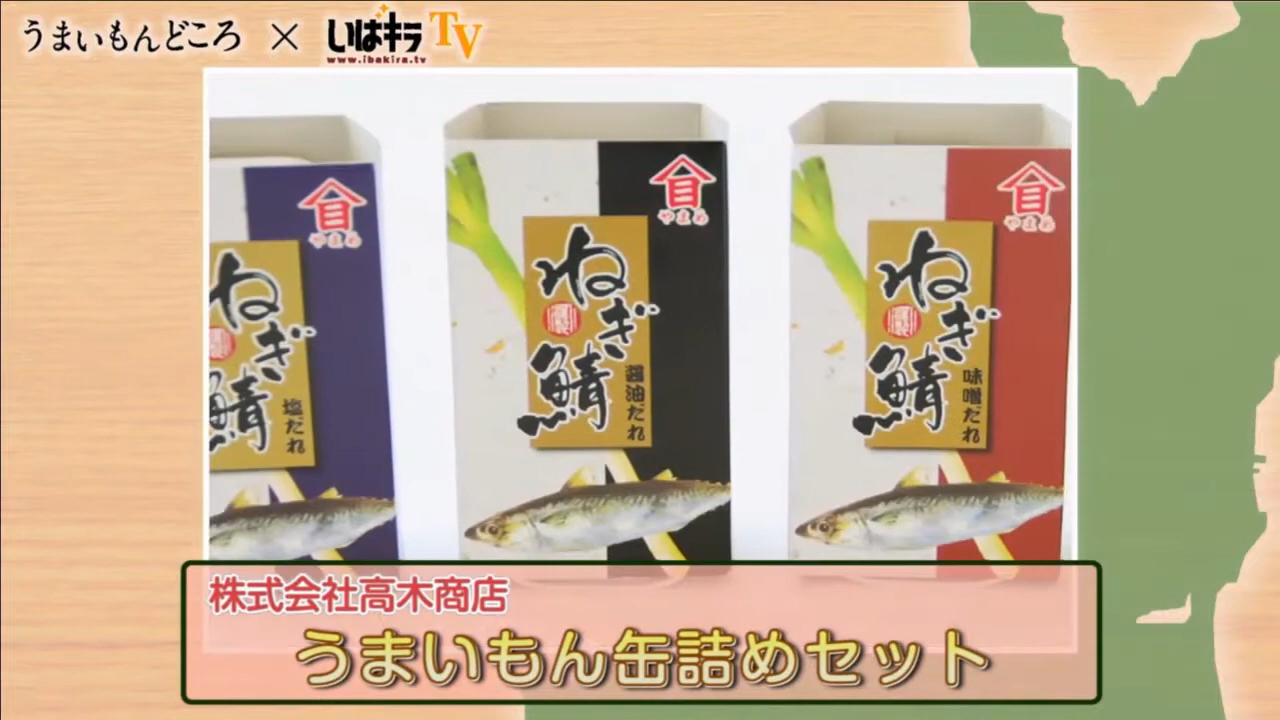 うまいもんどころ × いばキラTV
www.ibakira.tv
目
やまめ
ねぎ鯖
塩だれ
目
やまめ
ねぎ鯖
醤油だれ
目
やまめ
ねぎ鯖
味噌だれ
株式会社高木商店
うまいもん缶詰めセット